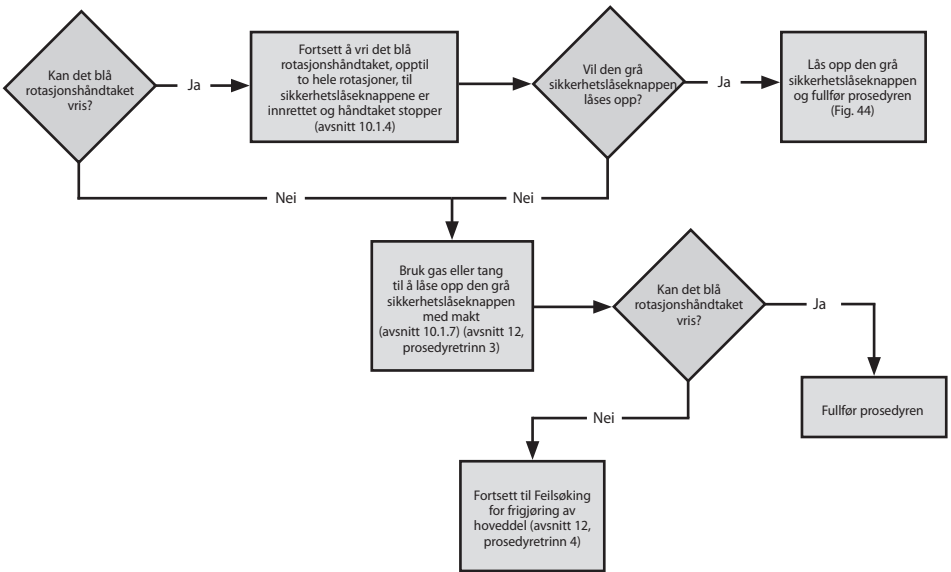 Kan det blå
rotasjonshåndtaket
vris?
Ja
Fortsett å vri det blå
rotasjonshåndtaket, opptil
to hele rotasjoner, til
sikkerhetslåseknappene er
innrettet og håndtaket stopper
(avsnitt 10.1.4)
Vil den grå
sikkerhetslåseknappen
låses opp?
Ja
Lås opp den grå
sikkerhetslåseknappen
og fullfør prosedyren
(Fig. 44)
Nei
Nei
Bruk gas eller tang
til å låse opp den grå
sikkerhetslåseknappen
med makt
(avsnitt 10.1.7) (avsnitt 12,
prosedyretrinn 3)
Kan det blå
rotasjonshåndtaket
vris?
Ja
Fullfør prosedyren
Nei
Fortsett til Feilsøking
for frigjøring av
hoveddel (avsnitt 12,
prosedyretrinn 4)